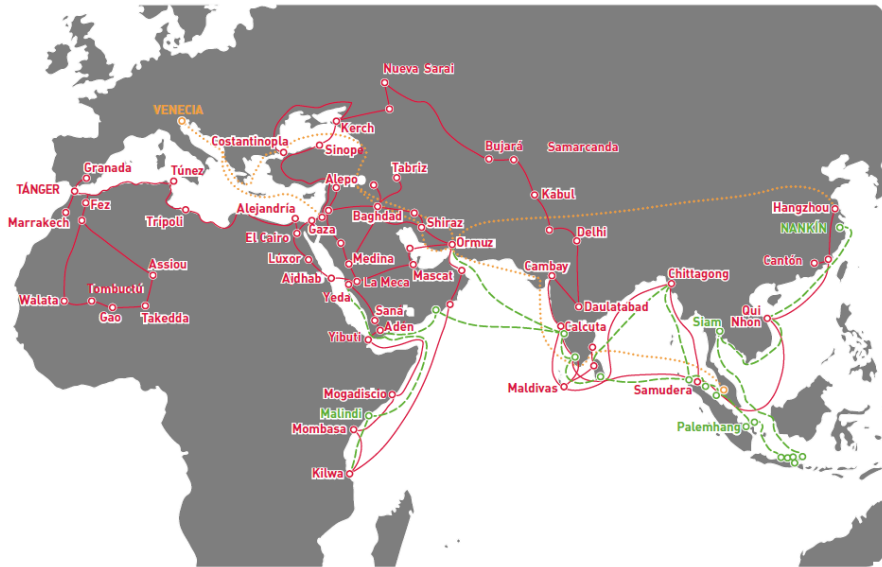 Nueva Sarai
VENECIA
Kerch
Costantinopla
Sinope
Bujará
Samarcanda
Granada
Túnez
Tabriz
Alepo
TÁNGER
Fez
Kabul
Marrakech
Trípoli
Alejandría
Baghdad
Shiraz
Hangzhou
Gaza
El Cairo
Ormuz
Delhi
NANKÍN
Luxor
Medina
Assiou
Cantón
Aidhab
La Meca
Mascat
Cambay
Chittagong
Tombuctú
Yeda
Walata
Gao
Takedda
Sana
Daulatabad
Qui
Nhon
Aden
Calcuta
Siam
Yibuti
Mogadiscio
Maldivas
Samudera
Malindi
Mombasa
Palemhang
Kilwa